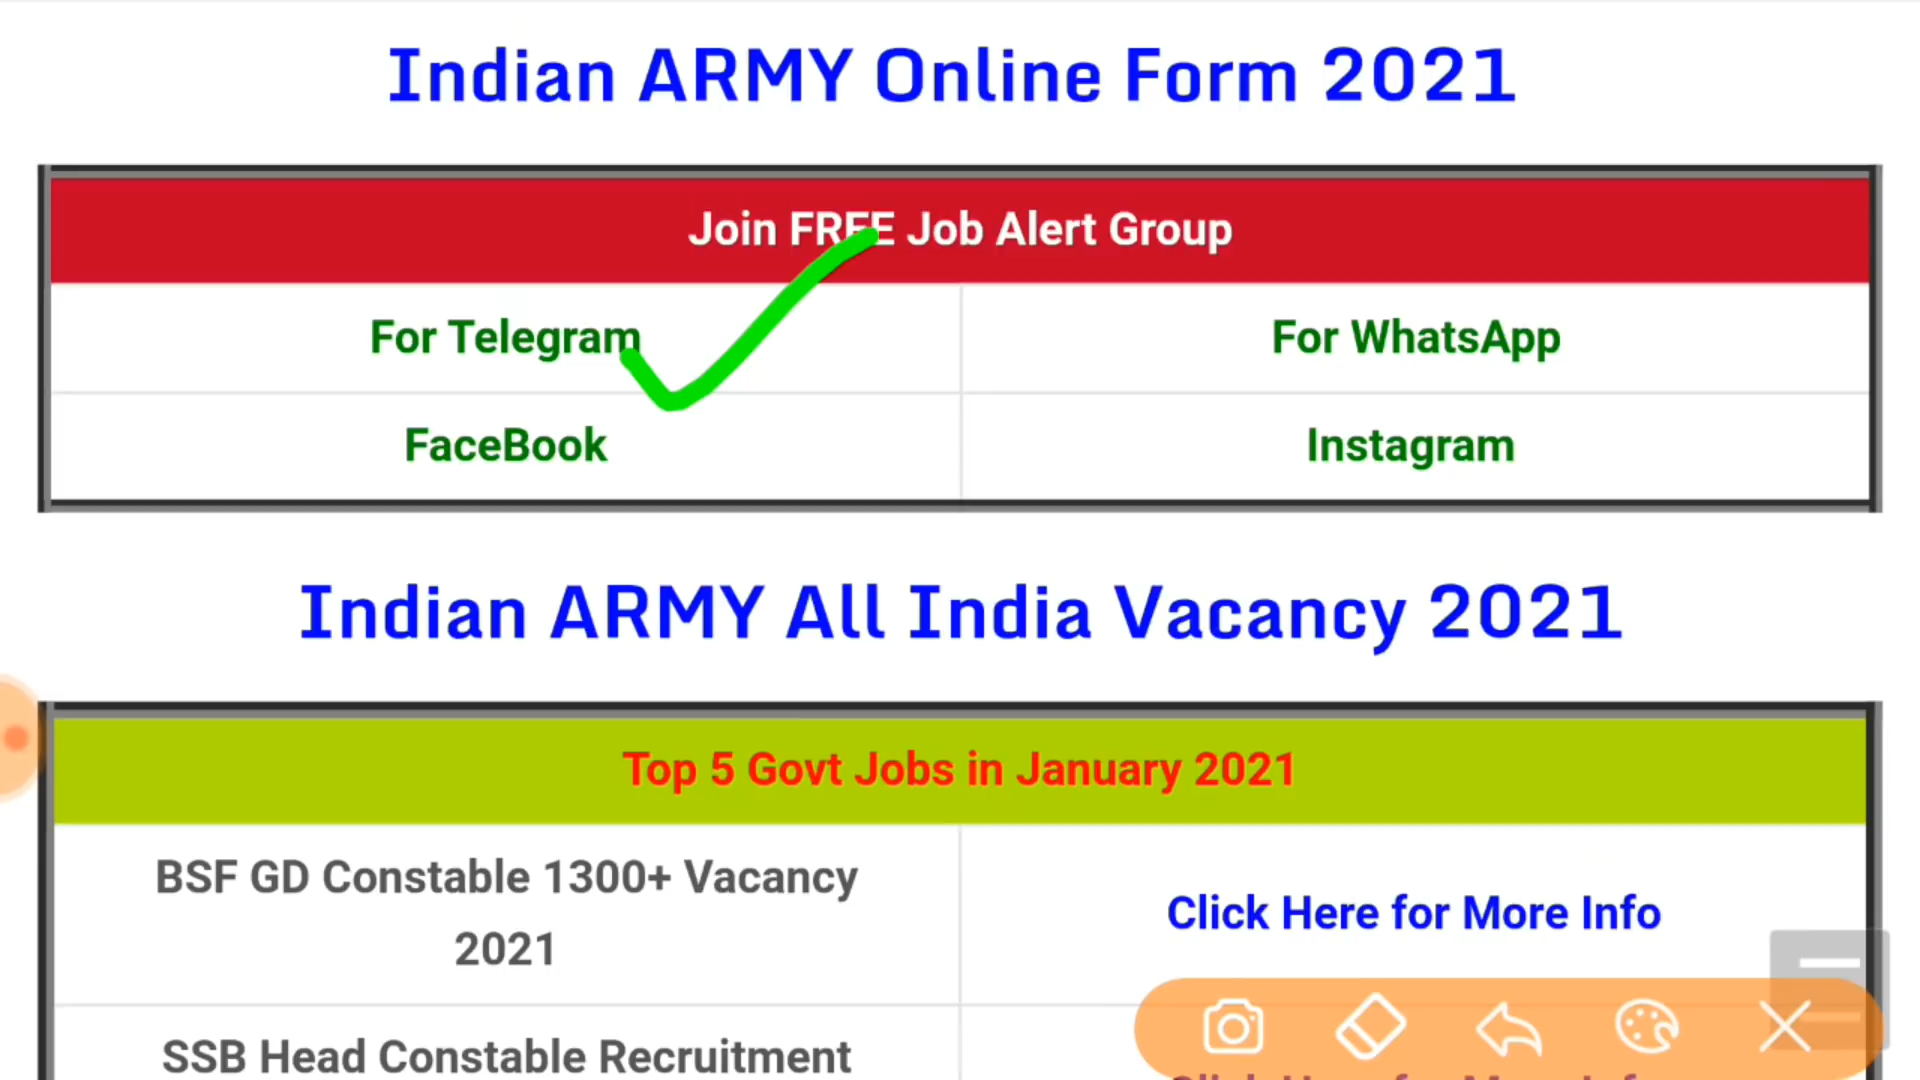 Indian ARMY Online Form 2021
Join FREE Job Alert Group
For Telegram
For WhatsApp
FaceBook
Instagram
Indian ARMY All India Vacancy 2021
Top 5 Govt Jobs in January 2021
BSF GD Constable 1300+ Vacancy
2021
Click Here for More Info
SSB Head Constable Recruitment